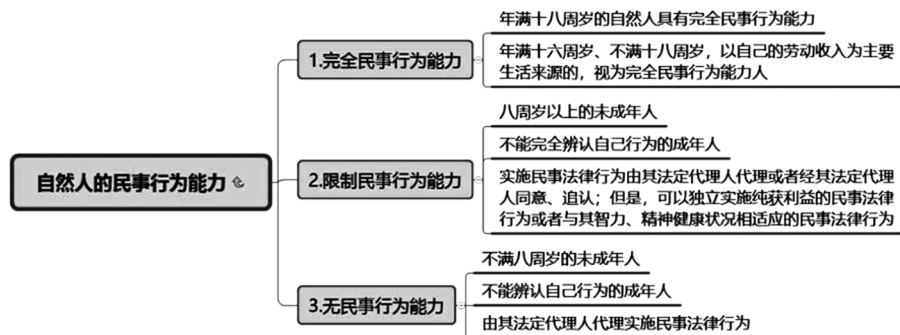 自然人的民事行为能力
1.完全民事行为能力
年满十八周岁的自然人具有完全民事行为能力
年满十六周岁、不满十八周岁，以自己的劳动收入为主要
生活来源的，视为完全民事行为能力人
2.限制民事行为能力
八周岁以上的未成年人
不能完全辨认自己行为的成年人
实施民事法律行为由其法定代理人代理或者经其法定代理
人同意、追认；但是，可以独立实施纯获利益的民事法律
行为或者与其智力、精神健康状况相适应的民事法律行为
3.无民事行为能力
不满八周岁的未成年人
不能辨认自己行为的成年人
由其法定代理人代理实施民事法律行为